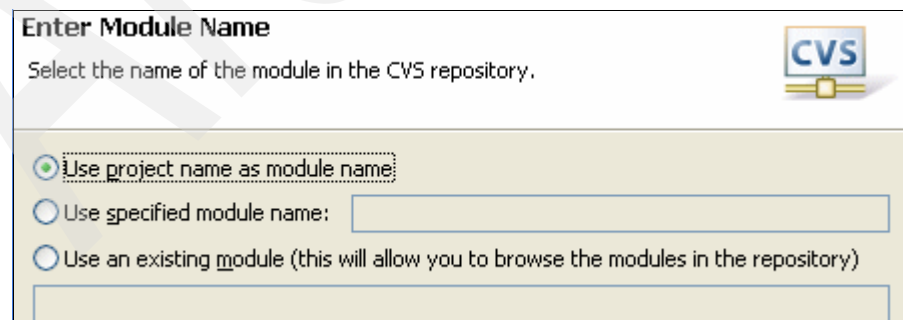 Enter Module Name
Select the name of the module in the CVS repository.
CVS
Use project name as module name
Use specified module name:
Use an existing module (this will allow you to browse the modules in the repository)